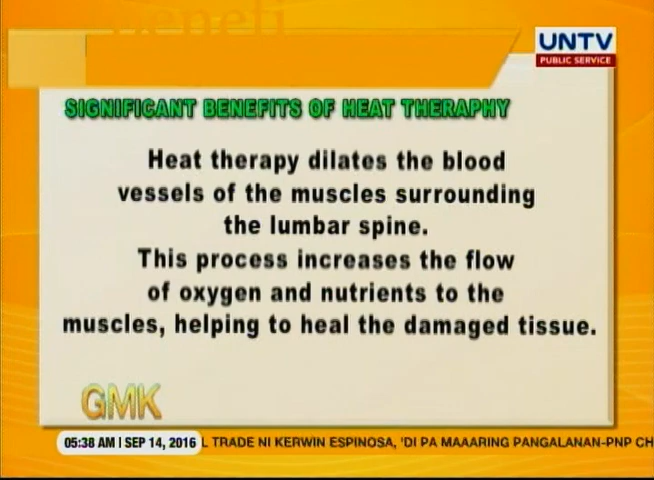 benefi
UNTV
PUBLIC SERVICE
SIGNIFICANT BENEFITS OF HEAT THERAPHY
Heat therapy dilates the blood
vessels of the muscles surrounding
the lumbar spine.
This process increases the flow
of oxygen and nutrients to the
muscles, helping to heal the damaged tissue.
GMK
05:38 AM | SEP 14, 2016 L TRADE NI KERWIN ESPINOSA, 'DI PA MAAARING PANGALANAN-PNP CH